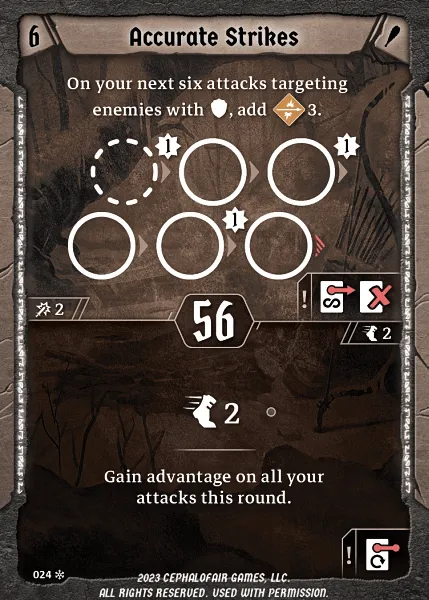 6 Accurate Strikes
On your next six attacks targeting
enemies with , add 3.
1 1
1
! S
2 56
2
2
Gain advantage on all your
attacks this round.
!
024
2023 CEPHALOFAIR GAMES, LLC.
ALL RIGHTS RESERVED. USED WITH PERMISSION.